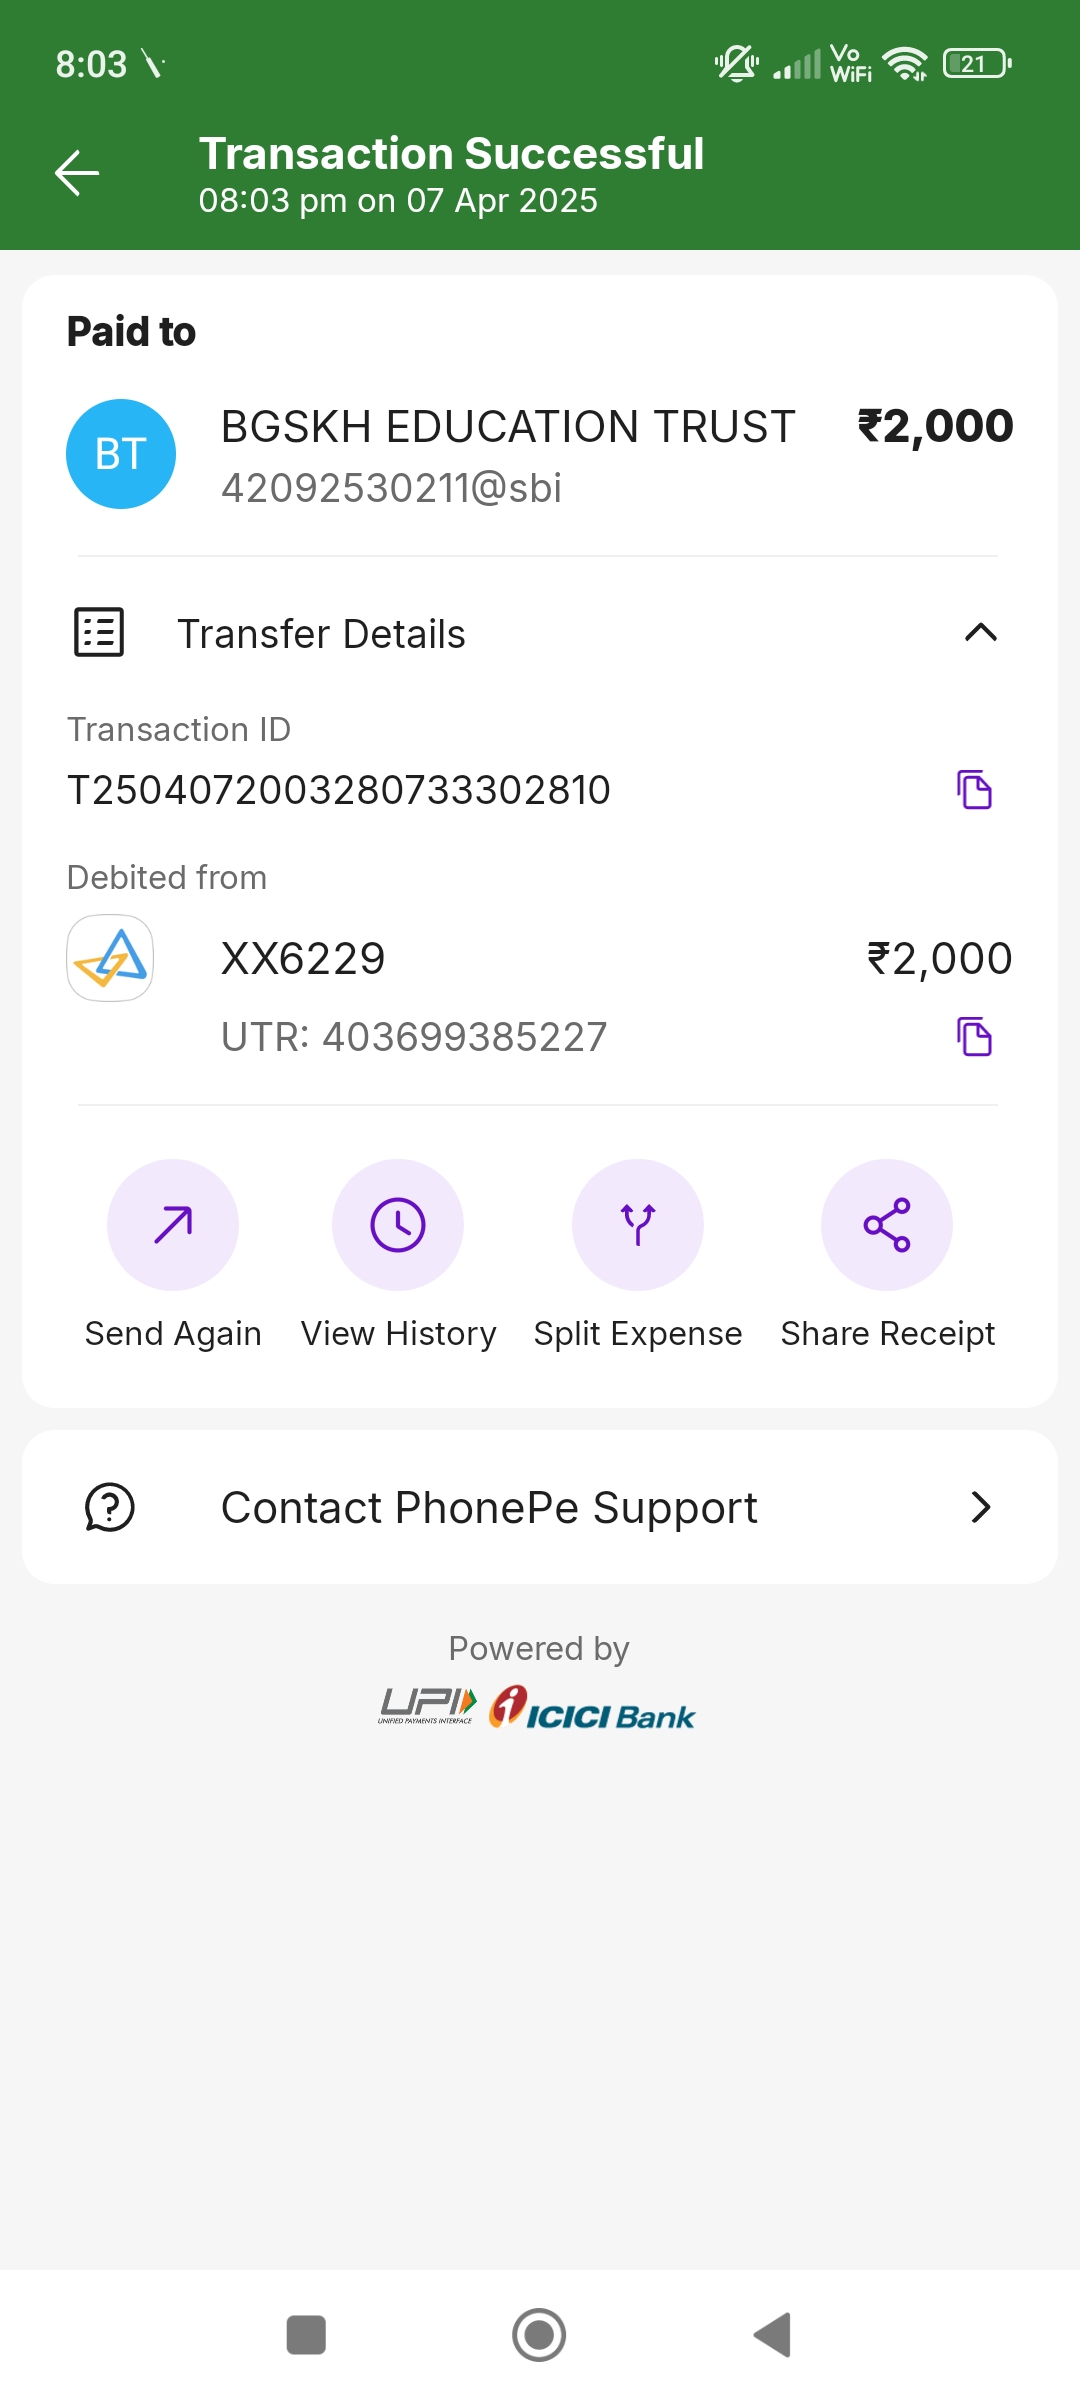 8:03
Vo
WiFi
21
Transaction Successful
08:03 pm on 07 Apr 2025
Paid to
BT
BGSKH EDUCATION TRUST
₹2,000
42092530211@sbi
Transfer Details
Transaction ID
T2504072003280733302810
Debited from
XX6229
₹2,000
UTR: 403699385227
Send Again
View History
Split Expense
Share Receipt
Contact PhonePe Support
Powered by
UPI
UNIFIED PAYMENTS INTERFACE
ICICI Bank